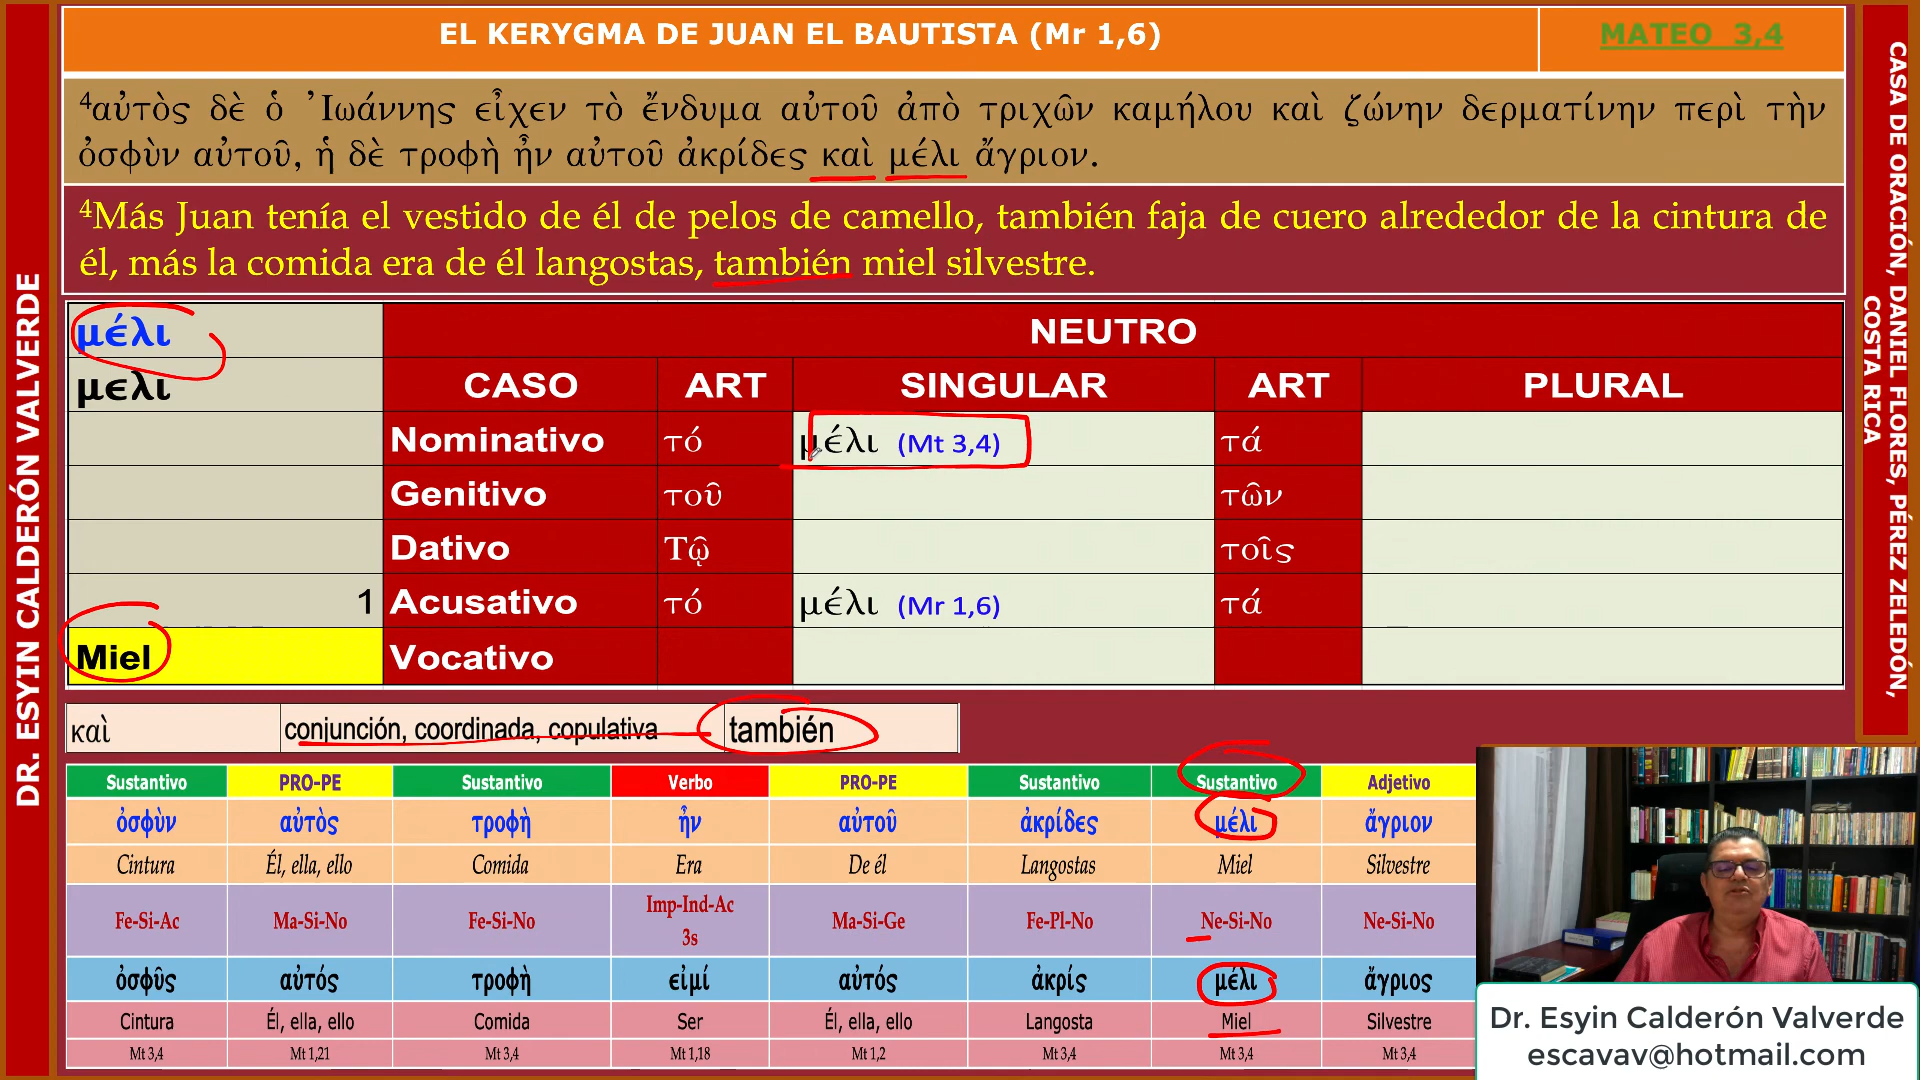 EL KERYGMA DE JUAN EL BAUTISTA (Mr 1,6)
MATEO 3,4
⁴αὐτὸς δὲ ὁ Ἰωάννης εἶχεν τὸ ἔνδυμα αὐτοῦ ἀπὸ τριχῶν καμήλου καὶ ζώνην δερματίνην περὶ τὴν
ὀσφὺν αὐτοῦ, ἡ δὲ τροφὴ ἦν αὐτοῦ ἀκρίδες καὶ μέλι ἄγριον.
⁴Más Juan tenía el vestido de él de pelos de camello, también faja de cuero alrededor de la cintura de
él, más la comida era de él langostas, también miel silvestre.
μέλι NEUTRO
μελι CASO ART SINGULAR ART PLURAL
Nominativo τό μέλι (Mt 3,4) τά
Genitivo τοῦ τῶν
Dativo Τῷ τοῖς
1 Acusativo τό μέλι (Mr 1,6) τά
Miel Vocativo
καὶ conjunción, coordinada, copulativa también
Sustantivo PRO-PE Sustantivo Verbo PRO-PE Sustantivo Sustantivo Adjetivo
ὀσφὺν αὐτὸς τροφὴ ἦν αὐτοῦ ἀκρίδες μέλι ἄγριον
Cintura Él, ella, ello Comida Era De él Langostas Miel Silvestre
Fe-Si-Ac Ma-Si-No Fe-Si-No Imp-Ind-Ac 3s Ma-Si-Ge Fe-Pl-No Ne-Si-No Ne-Si-No
ὀσφῦς αὐτός τροφὴ εἰμί αὐτός ἀκρίς μέλι ἄγριος
Cintura Él, ella, ello Comida Ser Él, ella, ello Langosta Miel Silvestre
Mt 3,4 Mt 1,21 Mt 3,4 Mt 1,18 Mt 1,2 Mt 3,4 Mt 3,4 Mt 3,4
DR. ESYIN CALDERÓN VALVERDE
CASA DE ORACIÓN, DANIEL FLORES, PÉREZ ZELEDÓN,
COSTA RICA
Dr. Esyin Calderón Valverde
escavav@hotmail.com